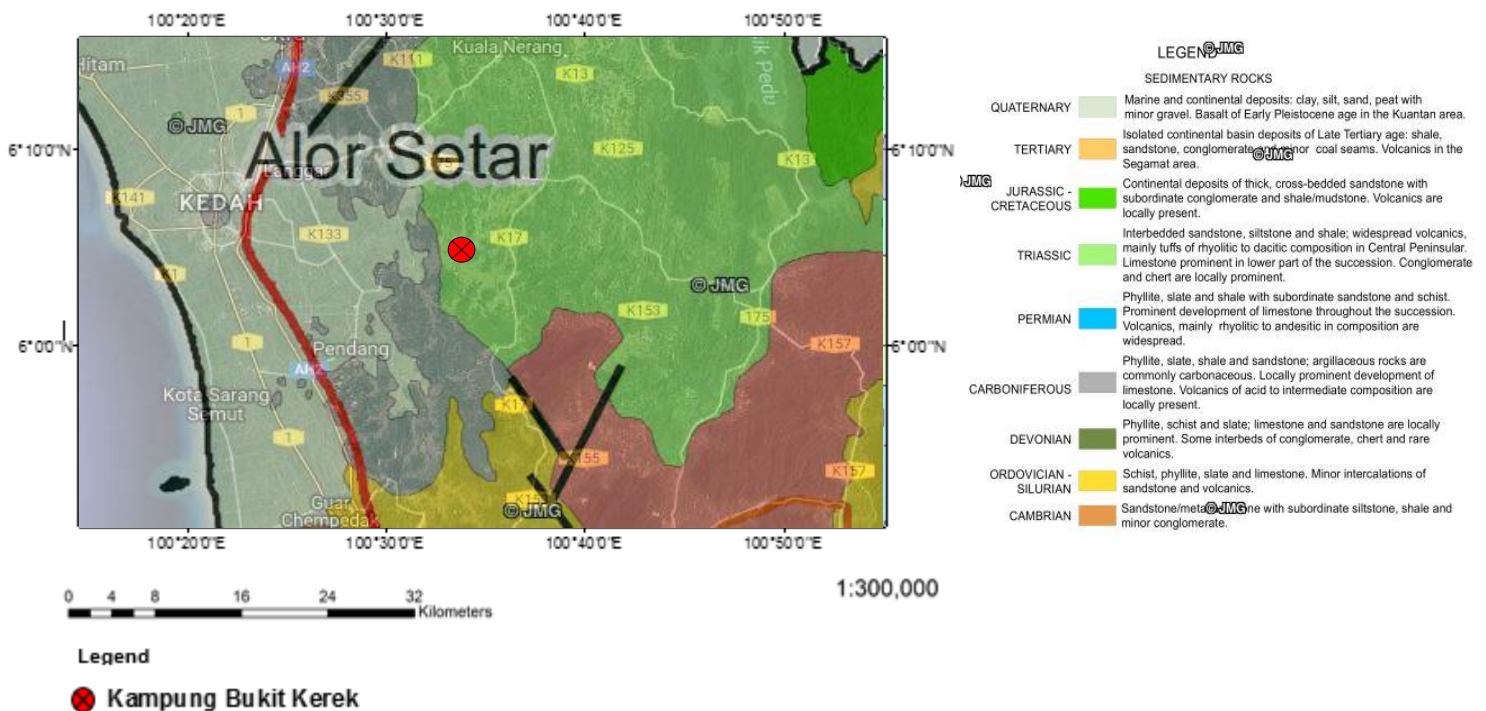 100°20'0"E 100°30'0"E 100°40'0"E 100°50'0"E
Kuala Nerang
Hitam
K111
K13
ik Pedu
AH2
K355
1
© JMG
6°10'0"N
6°10'0"N
Alor Setar
Langgar
K125
K13
K141
KEDAH
K133
K17
K1
© JMG
K153
175
6°00'N
6°00'N
1
Pendang
AH2
K157
Kota Sarang
Semut
K17
1
K155
K157
Guar
Chempedak
K153
© JMG
100°20'0"E 100°30'0"E 100°40'0"E 100°50'0"E
0 4 8 16 24 32
Kilometers
1:300,000
Legend
Kampung Bukit Kerek
LEGEND
© JMG
SEDIMENTARY ROCKS
QUATERNARY
Marine and continental deposits: clay, silt, sand, peat with
minor gravel. Basalt of Early Pleistocene age in the Kuantan area.
TERTIARY
Isolated continental basin deposits of Late Tertiary age: shale,
sandstone, conglomerate and minor coal seams. Volcanics in the
Segamat area.
© JMG
JMG
JURASSIC -
CRETACEOUS
Continental deposits of thick, cross-bedded sandstone with
subordinate conglomerate and shale/mudstone. Volcanics are
locally present.
TRIASSIC
Interbedded sandstone, siltstone and shale; widespread volcanics,
mainly tuffs of rhyolitic to dacitic composition in Central Peninsular.
Limestone prominent in lower part of the succession. Conglomerate
and chert are locally prominent.
PERMIAN
Phyllite, slate and shale with subordinate sandstone and schist.
Prominent development of limestone throughout the succession.
Volcanics, mainly rhyolitic to andesitic in composition are
widespread.
CARBONIFEROUS
Phyllite, slate, shale and sandstone; argillaceous rocks are
commonly carbonaceous. Locally prominent development of
limestone. Volcanics of acid to intermediate composition are
locally present.
DEVONIAN
Phyllite, schist and slate; limestone and sandstone are locally
prominent. Some interbeds of conglomerate, chert and rare
volcanics.
ORDOVICIAN -
SILURIAN
Schist, phyllite, slate and limestone. Minor intercalations of
sandstone and volcanics.
CAMBRIAN
Sandstone/meta © JMG ne with subordinate siltstone, shale and
minor conglomerate.